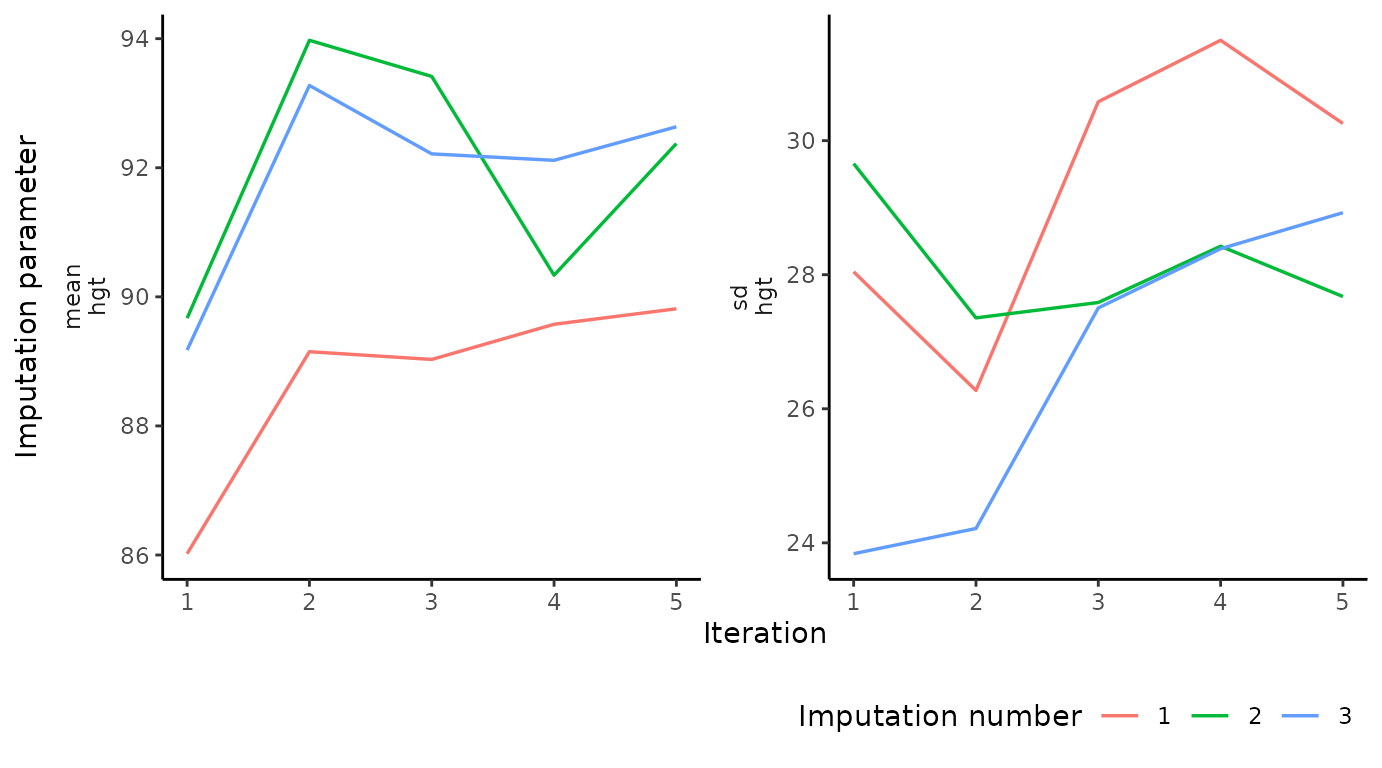 Imputation parameter
mean
hgt
94
92
90
88
86
1 2 3 4 5
sd
hgt
30
28
26
24
1 2 3 4 5
Iteration
Imputation number 1 2 3